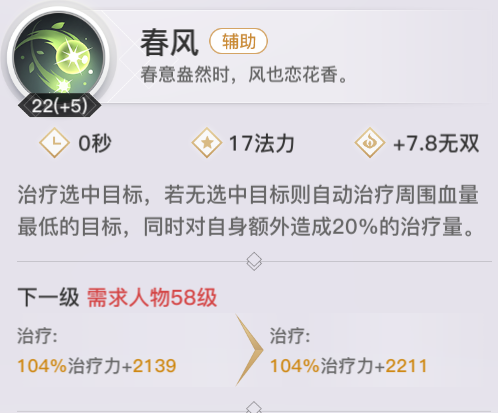 春风 辅助
春意盎然时，风也恋花香。
22(+5)
0秒 17法力 +7.8无双
治疗选中目标，若无选中目标则自动治疗周围血量
最低的目标，同时对自身额外造成20%的治疗量。
下一级 需求人物58级
治疗: 治疗:
104%治疗力+2139 104%治疗力+2211